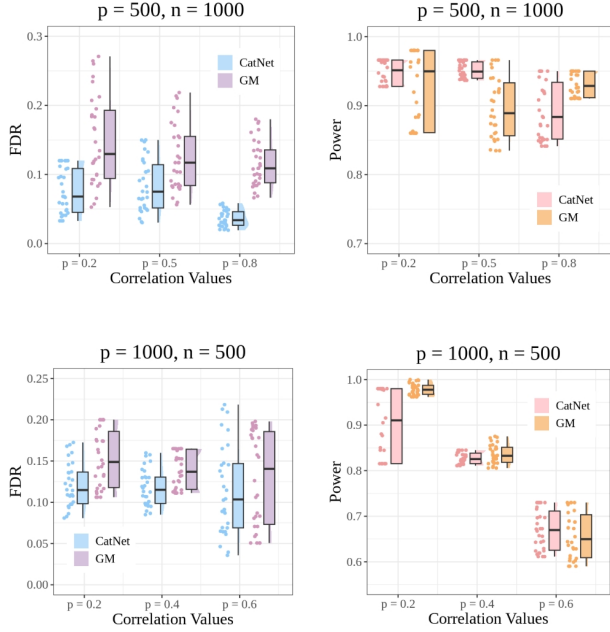 p = 500, n = 1000
FDR
0.3
0.2
0.1
0.0
CatNet
GM
p = 0.2
p = 0.5
p = 0.8
Correlation Values
p = 500, n = 1000
Power
1.0
0.9
0.8
0.7
CatNet
GM
p = 0.2
p = 0.5
p = 0.8
Correlation Values
p = 1000, n = 500
FDR
0.25
0.20
0.15
0.10
0.05
0.00
CatNet
GM
p = 0.2
p = 0.4
p = 0.6
Correlation Values
p = 1000, n = 500
Power
1.0
0.9
0.8
0.7
0.6
CatNet
GM
p = 0.2
p = 0.4
p = 0.6
Correlation Values